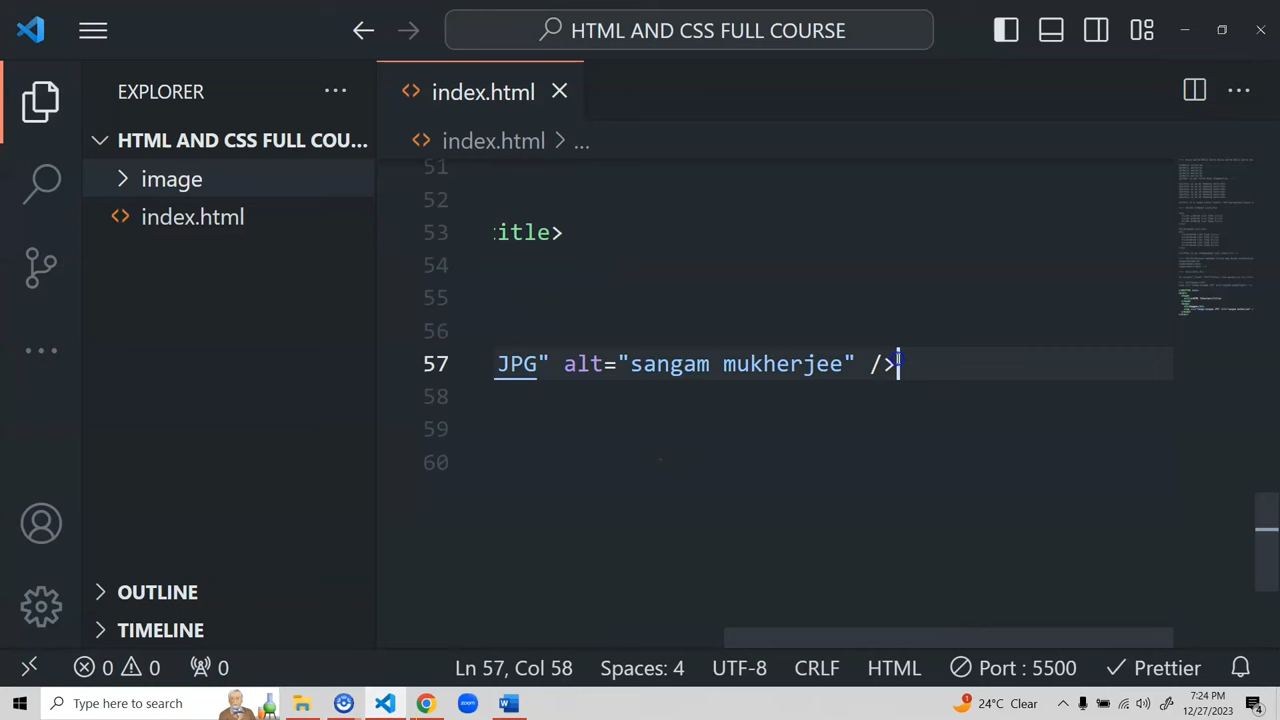 HTML AND CSS FULL COURSE
EXPLORER
HTML AND CSS FULL COU...
image
index.html
OUTLINE
TIMELINE
index.html
index.html > ...
51
52
53 itle>
54
55
56
57 JPG" alt="sangam mukherjee" />
58
59
60
0 0 0
Ln 57, Col 58
Spaces: 4
UTF-8
CRLF
HTML
Port : 5500
Prettier
Type here to search
zoom
W
1
24°C Clear
7:24 PM
12/27/2023
4